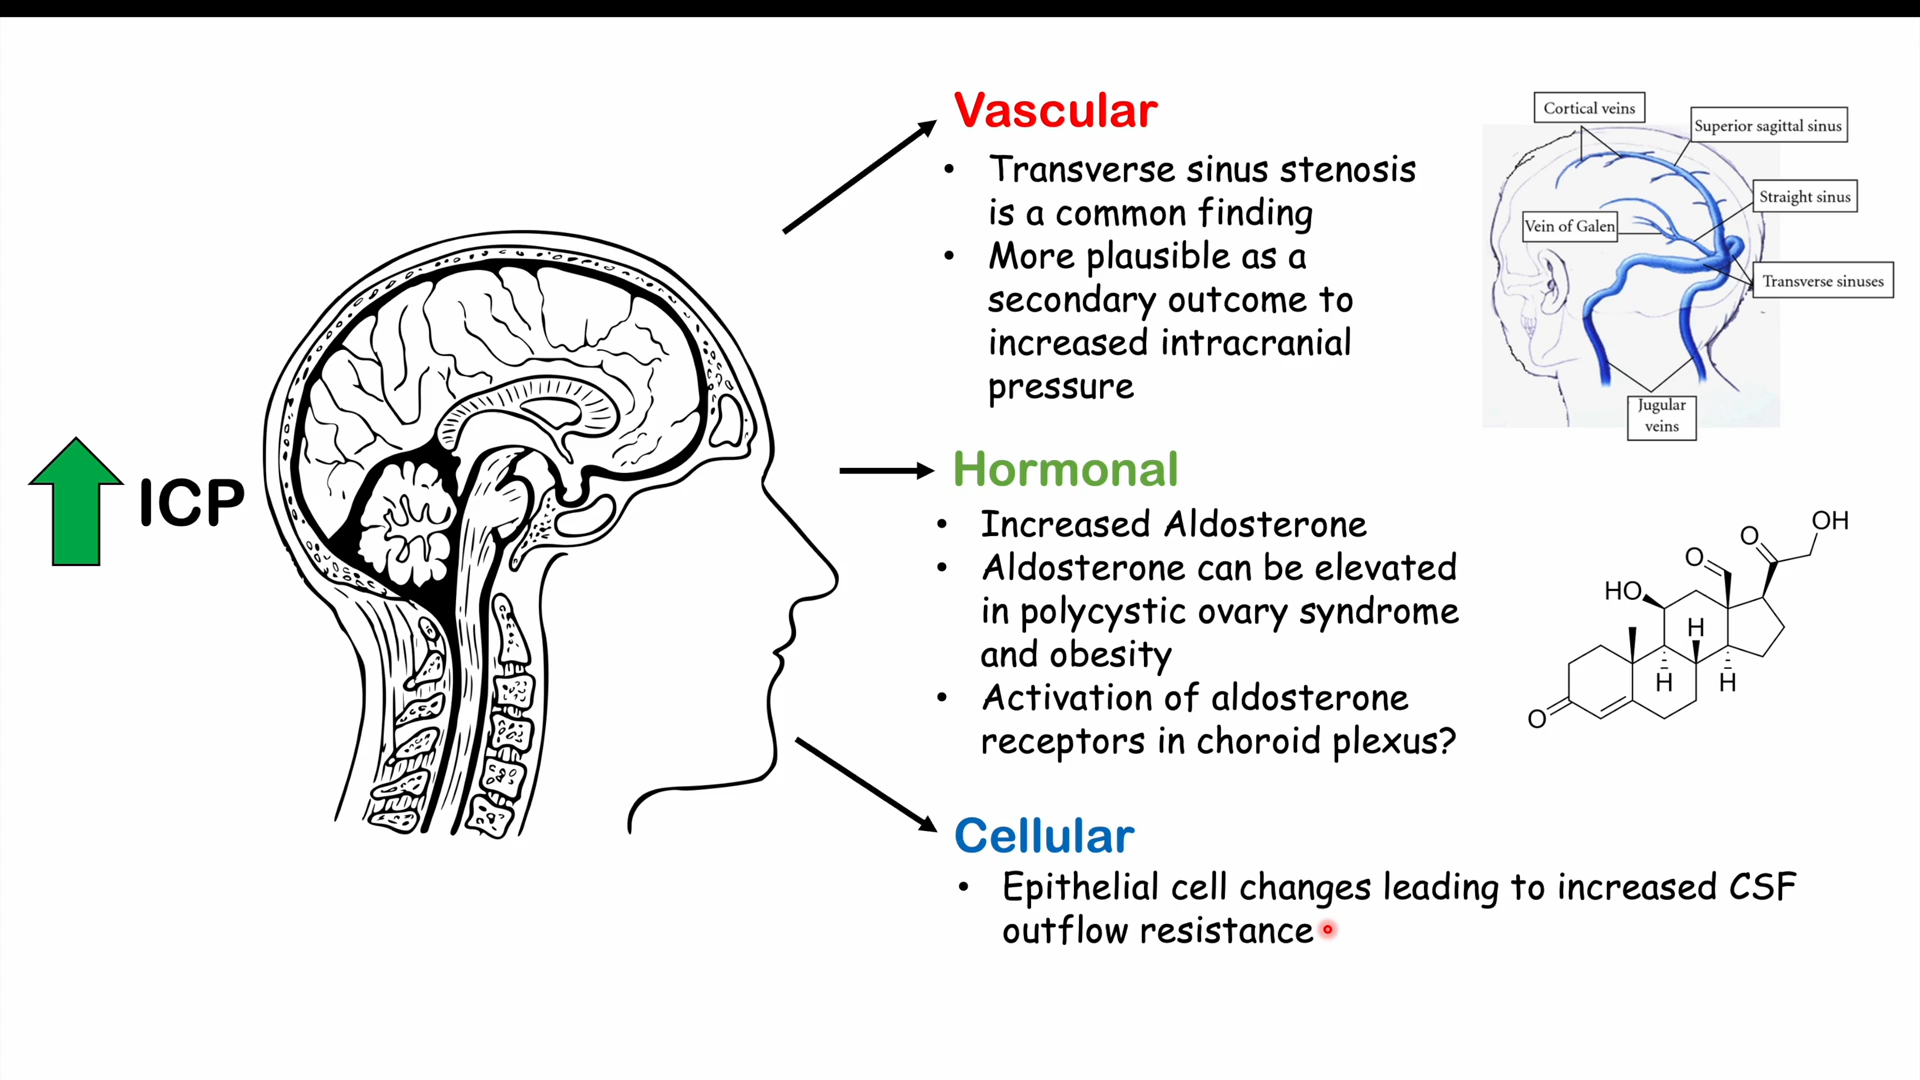 ICP
Vascular
• Transverse sinus stenosis
is a common finding
• More plausible as a
secondary outcome to
increased intracranial
pressure
Cortical veins
Superior sagittal sinus
Straight sinus
Vein of Galen
Transverse sinuses
Jugular
veins
Hormonal
• Increased Aldosterone
• Aldosterone can be elevated
in polycystic ovary syndrome
and obesity
• Activation of aldosterone
receptors in choroid plexus?
OH
O
O
HO
H
H
H
O
Cellular
• Epithelial cell changes leading to increased CSF
outflow resistance